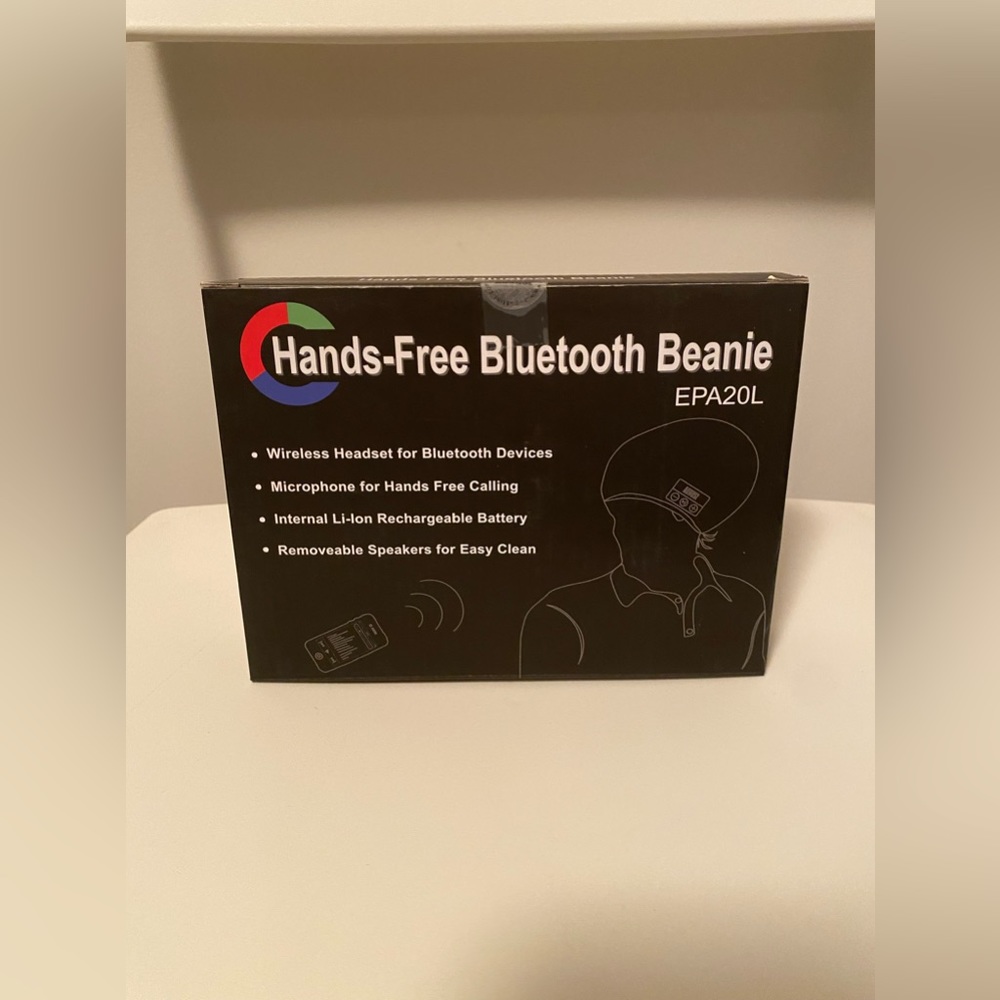 Hands-Free Bluetooth Beanie
Hands-Free Bluetooth Beanie
EPA20L
• Wireless Headset for Bluetooth Devices
• Microphone for Hands Free Calling
• Internal Li-Ion Rechargeable Battery
• Removeable Speakers for Easy Clean